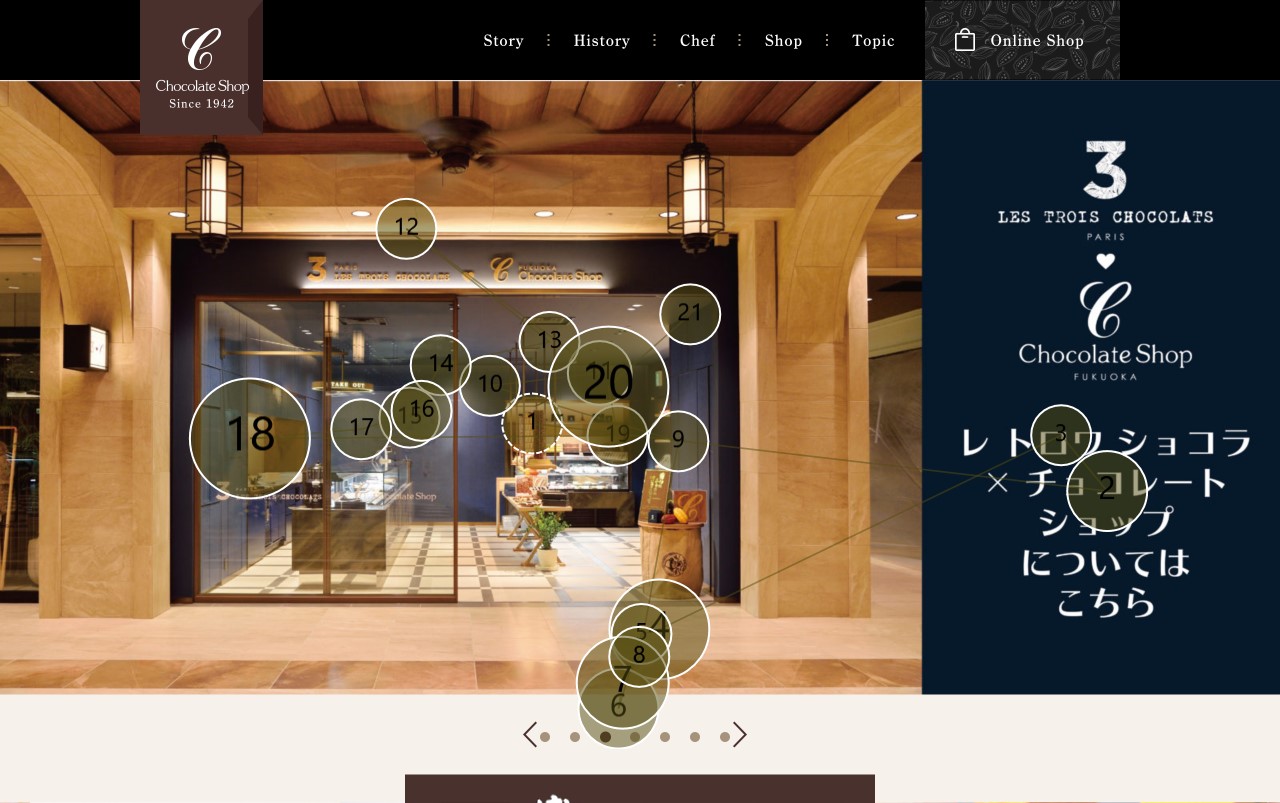 Chocolate Shop
Since 1942
Story
History
Chef
Shop
Topic
Online Shop
3
LES TROIS CHOCOLATS
PARIS
Chocolate Shop
FUKUOKA
レ トロワ ショコラ
× チョコレート
ショップ
については
こちら
3 PARIS LES TROIS CHOCOLATS
FUKUOKA Chocolate Shop
TAKE OUT
12
21
13
14
20
10
16
1
17
18
19
9
3
2
4
5
8
7
6